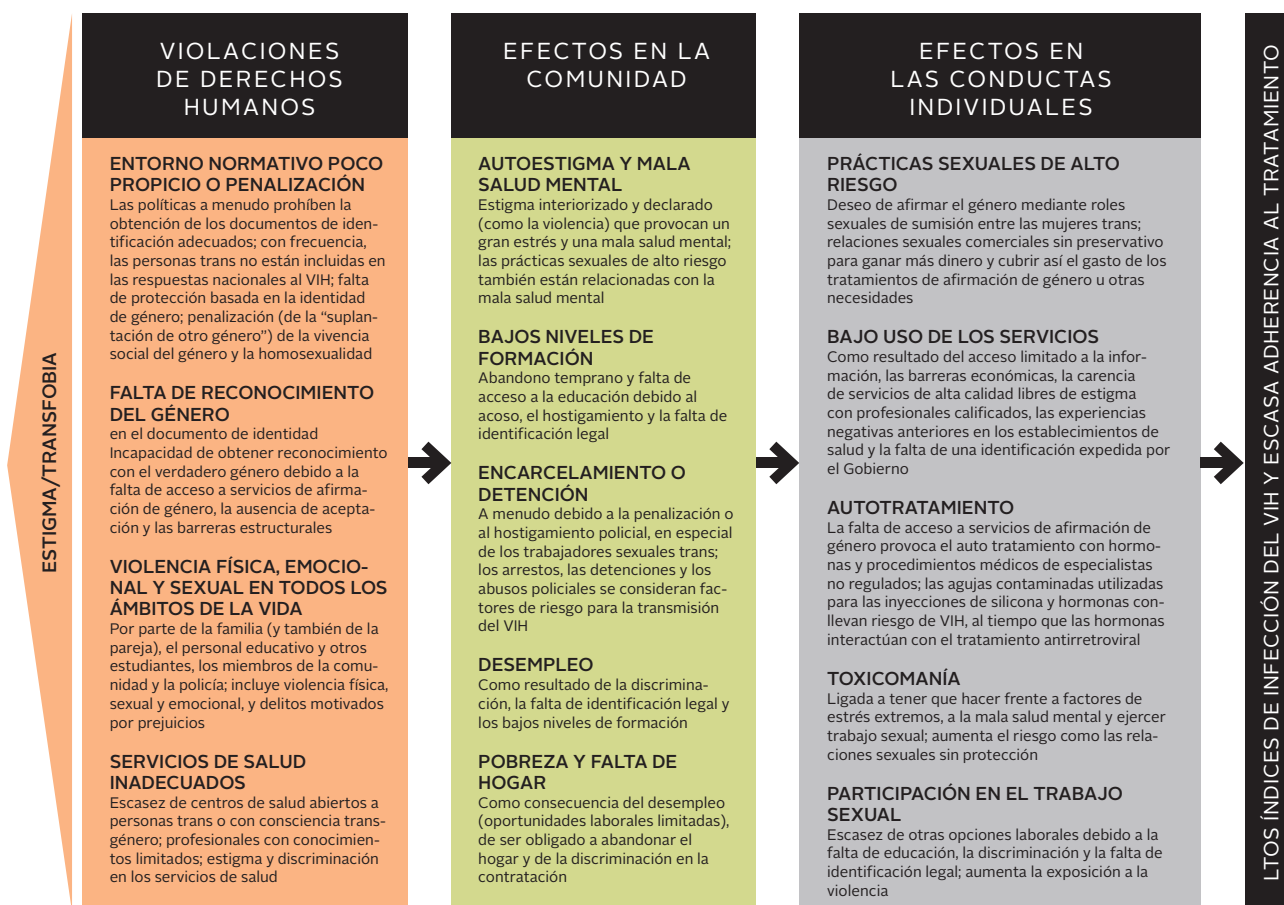 ESTIGMA/TRANSFOBIA
VIOLACIONES
DE DERECHOS
HUMANOS
ENTORNO NORMATIVO POCO
PROPICIO O PENALIZACIÓN
Las políticas a menudo prohíben la
obtención de los documentos de iden-
tificación adecuados; con frecuencia,
las personas trans no están incluidas en
las respuestas nacionales al VIH; falta
de protección basada en la identidad
de género; penalización (de la “suplan-
tación de otro género”) de la vivencia
social del género y la homosexualidad
FALTA DE RECONOCIMIENTO
DEL GÉNERO
en el documento de identidad
Incapacidad de obtener reconocimiento
con el verdadero género debido a la
falta de acceso a servicios de afirma-
ción de género, la ausencia de acepta-
ción y las barreras estructurales
VIOLENCIA FÍSICA, EMOCIO-
NAL Y SEXUAL EN TODOS LOS
ÁMBITOS DE LA VIDA
Por parte de la familia (y también de la
pareja), el personal educativo y otros
estudiantes, los miembros de la comu-
nidad y la policía; incluye violencia física,
sexual y emocional, y delitos motivados
por prejuicios
SERVICIOS DE SALUD
INADECUADOS
Escasez de centros de salud abiertos a
personas trans o con consciencia trans-
género; profesionales con conocimien-
tos limitados; estigma y discriminación
en los servicios de salud
EFECTOS EN LA
COMUNIDAD
AUTOESTIGMA Y MALA
SALUD MENTAL
Estigma interiorizado y declarado
(como la violencia) que provocan un
gran estrés y una mala salud mental;
las prácticas sexuales de alto riesgo
también están relacionadas con la
mala salud mental
BAJOS NIVELES DE
FORMACIÓN
Abandono temprano y falta de
acceso a la educación debido al
acoso, el hostigamiento y la falta de
identificación legal
ENCARCELAMIENTO O
DETENCIÓN
A menudo debido a la penalización o
al hostigamiento policial, en especial
de los trabajadores sexuales trans;
los arrestos, las detenciones y los
abusos policiales se consideran fac-
tores de riesgo para la transmisión
del VIH
DESEMPLEO
Como resultado de la discrimina-
ción, la falta de identificación legal y
los bajos niveles de formación
POBREZA Y FALTA DE
HOGAR
Como consecuencia del desempleo
(oportunidades laborales limitadas),
de ser obligado a abandonar el
hogar y de la discriminación en la
contratación
EFECTOS EN
LAS CONDUCTAS
INDIVIDUALES
PRÁCTICAS SEXUALES DE ALTO
RIESGO
Deseo de afirmar el género mediante roles
sexuales de sumisión entre las mujeres trans;
relaciones sexuales comerciales sin preservativo
para ganar más dinero y cubrir así el gasto de los
tratamientos de afirmación de género u otras
necesidades
BAJO USO DE LOS SERVICIOS
Como resultado del acceso limitado a la infor-
mación, las barreras económicas, la carencia
de servicios de alta calidad libres de estigma
con profesionales calificados, las experiencias
negativas anteriores en los establecimientos de
salud y la falta de una identificación expedida por
el Gobierno
AUTOTRATAMIENTO
La falta de acceso a servicios de afirmación de
género provoca el auto tratamiento con hormo-
nas y procedimientos médicos de especialistas
no regulados; las agujas contaminadas utilizadas
para las inyecciones de silicona y hormonas con-
llevan riesgo de VIH, al tiempo que las hormonas
interactúan con el tratamiento antirretroviral
TOXICOMANÍA
Ligada a tener que hacer frente a factores de
estrés extremos, a la mala salud mental y ejercer
trabajo sexual; aumenta el riesgo como las rela-
ciones sexuales sin protección
PARTICIPACIÓN EN EL TRABAJO
SEXUAL
Escasez de otras opciones laborales debido a la
falta de educación, la discriminación y la falta de
identificación legal; aumenta la exposición a la
violencia
LTOS ÍNDICES DE INFECCIÓN DEL VIH Y ESCASA ADHERENCIA AL TRATAMIENTO